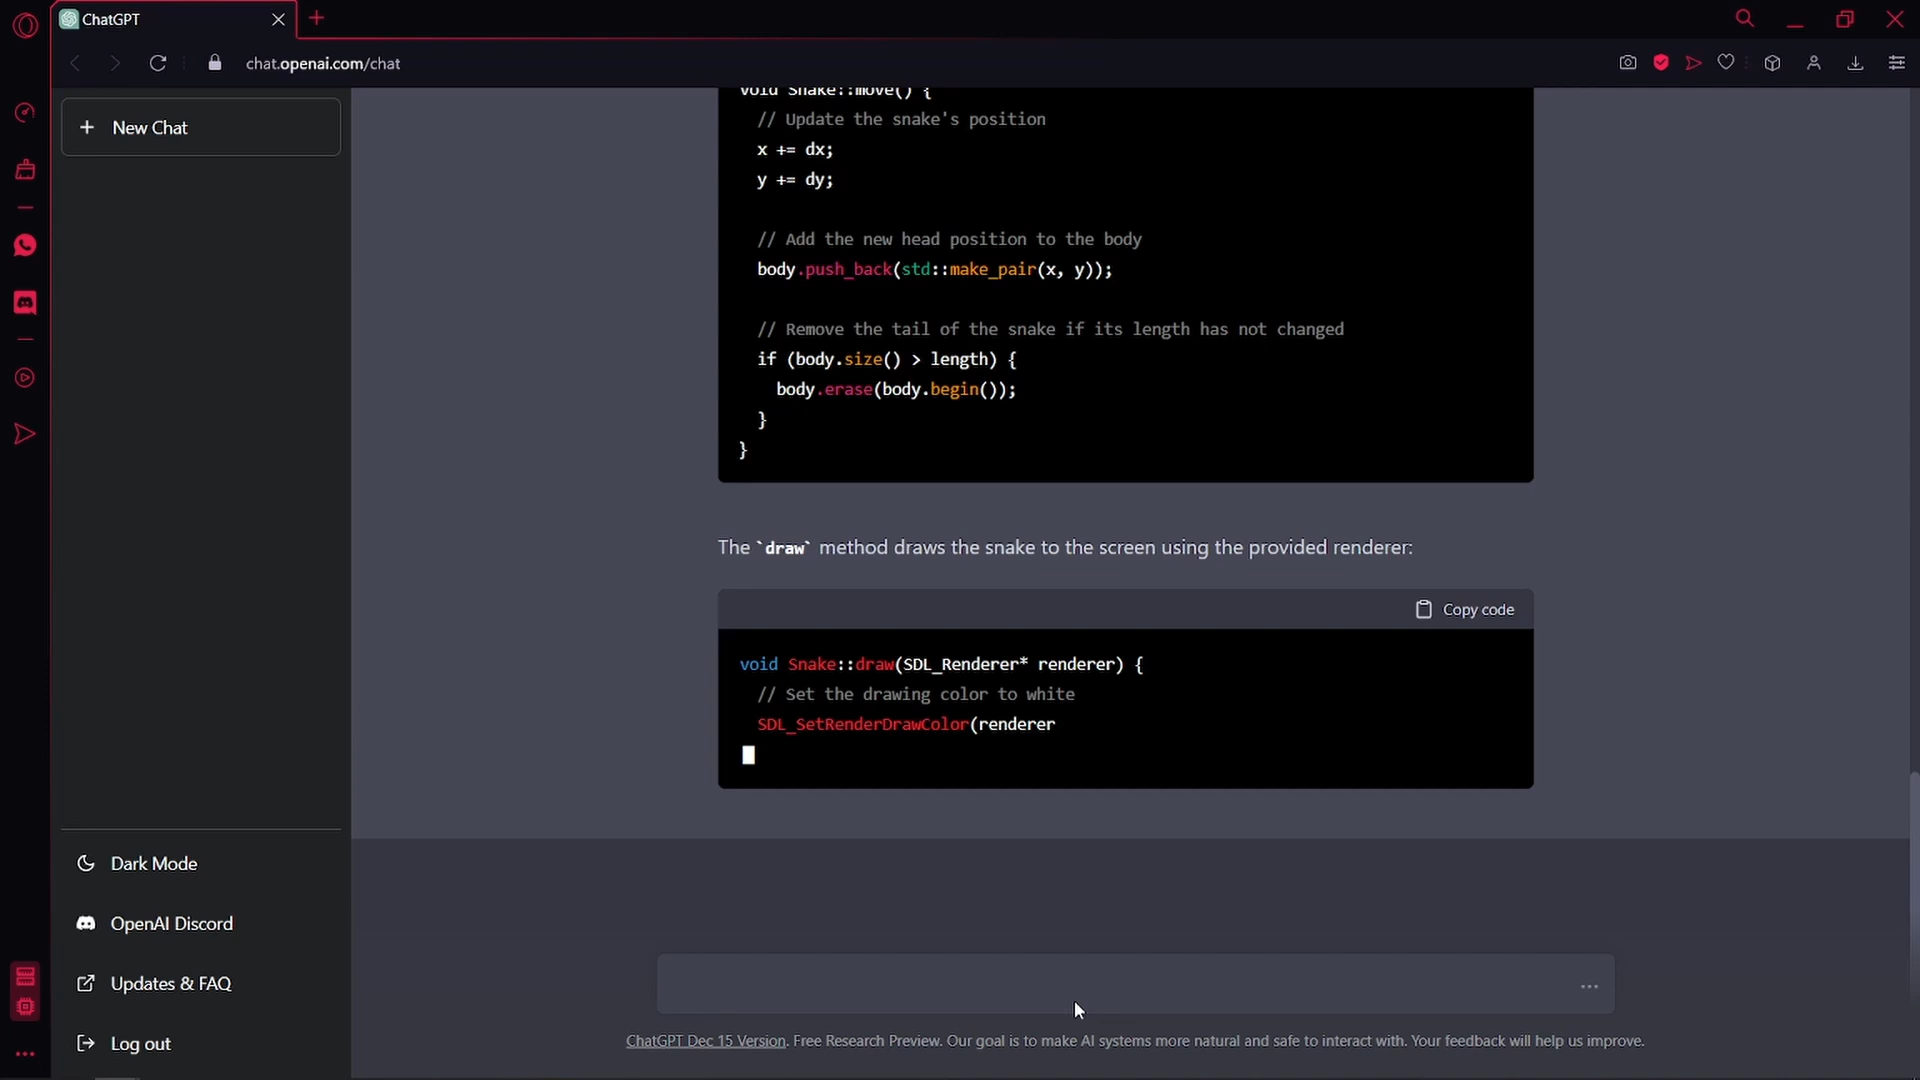 ChatGPT
chat.openai.com/chat
New Chat
void Snake::move() {
// Update the snake's position
x += dx;
y += dy;
// Add the new head position to the body
body.push_back(std::make_pair(x, y));
// Remove the tail of the snake if its length has not changed
if (body.size() > length) {
body.erase(body.begin());
}
}
The `draw` method draws the snake to the screen using the provided renderer:
Copy code
void Snake::draw(SDL_Renderer* renderer) {
// Set the drawing color to white
SDL_SetRenderDrawColor(renderer
Dark Mode
OpenAI Discord
Updates & FAQ
Log out
ChatGPT Dec 15 Version. Free Research Preview. Our goal is to make AI systems more natural and safe to interact with. Your feedback will help us improve.